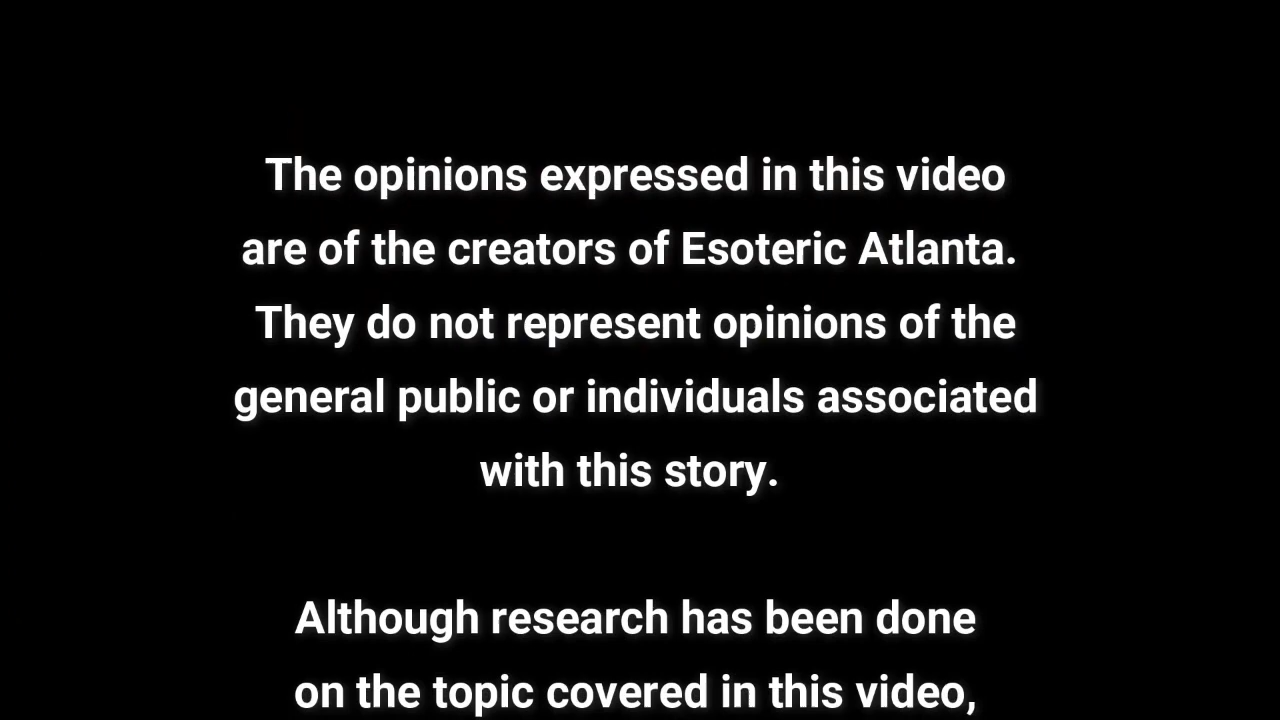 The opinions expressed in this video
are of the creators of Esoteric Atlanta.
They do not represent opinions of the
general public or individuals associated
with this story.
Although research has been done
on the topic covered in this video,